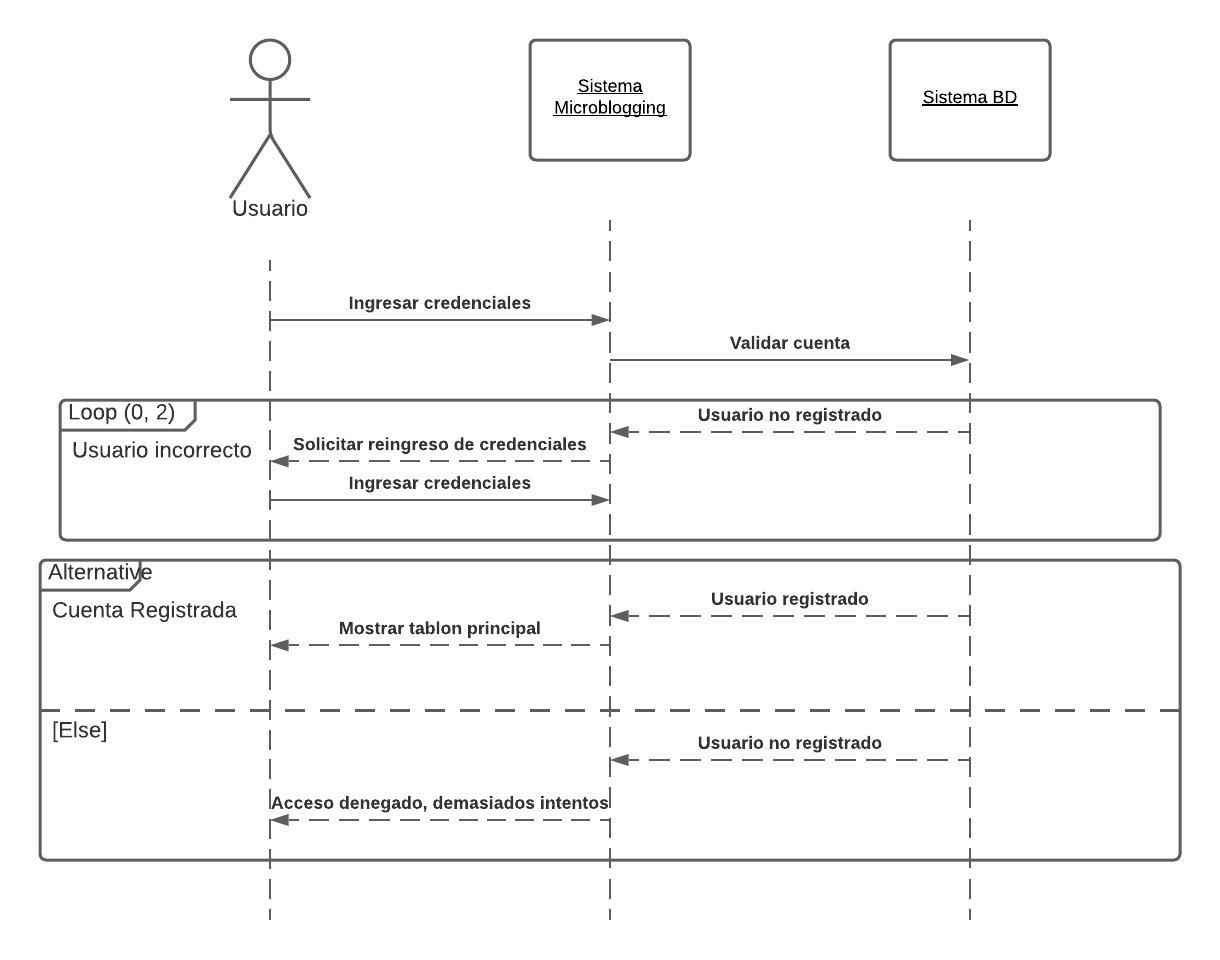 Sistema
Microblogging
Sistema BD
Usuario
Ingresar credenciales
Validar cuenta
Loop (0, 2)
Usuario no registrado
Usuario incorrecto
Solicitar reingreso de credenciales
Ingresar credenciales
Alternative
Cuenta Registrada
Usuario registrado
Mostrar tablon principal
[Else]
Usuario no registrado
Acceso denegado, demasiados intentos